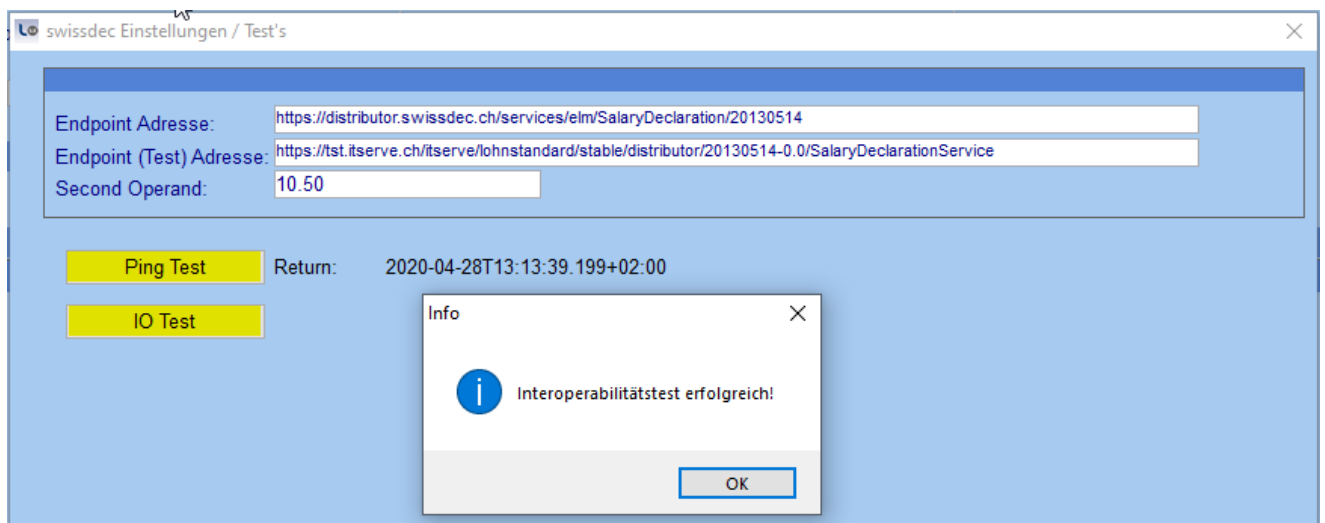 swissdec Einstellungen / Test's
Endpoint Adresse: https://distributor.swissdec.ch/services/elm/SalaryDeclaration/20130514
Endpoint (Test) Adresse: https://tst.itserve.ch/itserve/lohnstandard/stable/distributor/20130514-0.0/SalaryDeclarationService
Second Operand: 10.50
Ping Test Return: 2020-04-28T13:13:39.199+02:00
IO Test
Info
Interoperabilitätstest erfolgreich!
OK